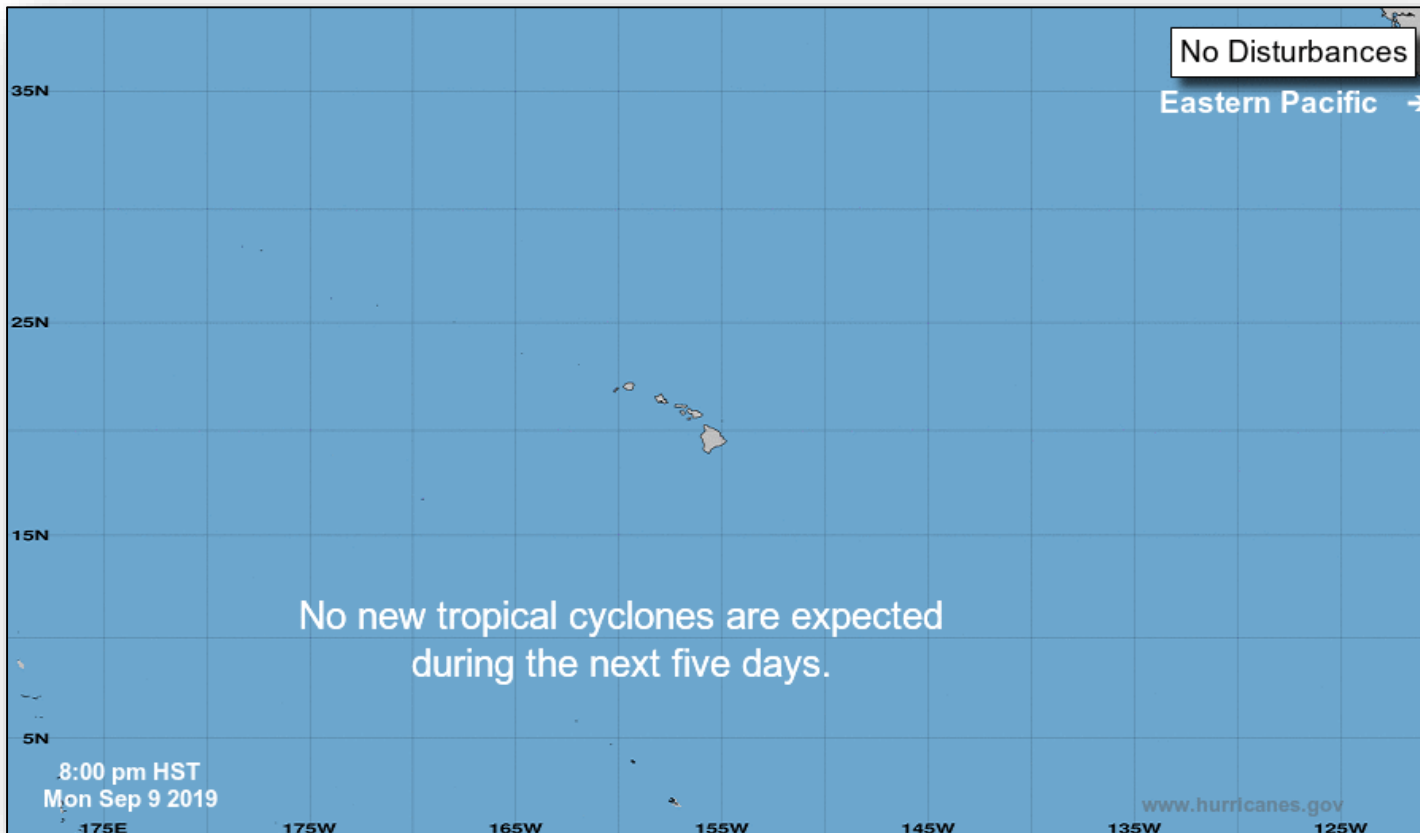 No Disturbances
35N
Eastern Pacific →
25N
15N
No new tropical cyclones are expected
during the next five days.
5N
8:00 pm HST
Mon Sep 9 2019
www.hurricanes.gov
175E 175W 165W 155W 145W 135W 125W